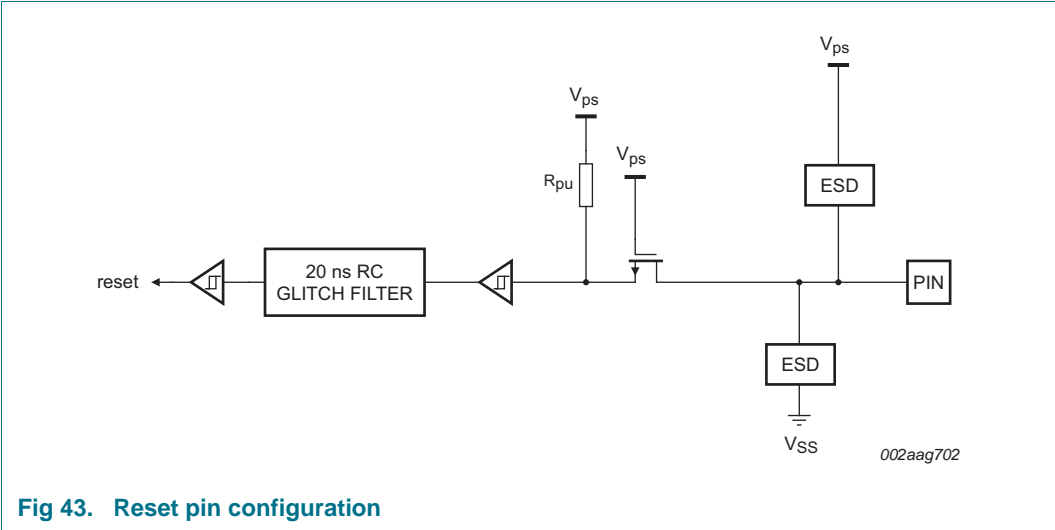 Vps
Vps
Vps
Rpu
ESD
reset
20 ns RC
GLITCH FILTER
PIN
ESD
VSS
002aag702
Fig 43. Reset pin configuration